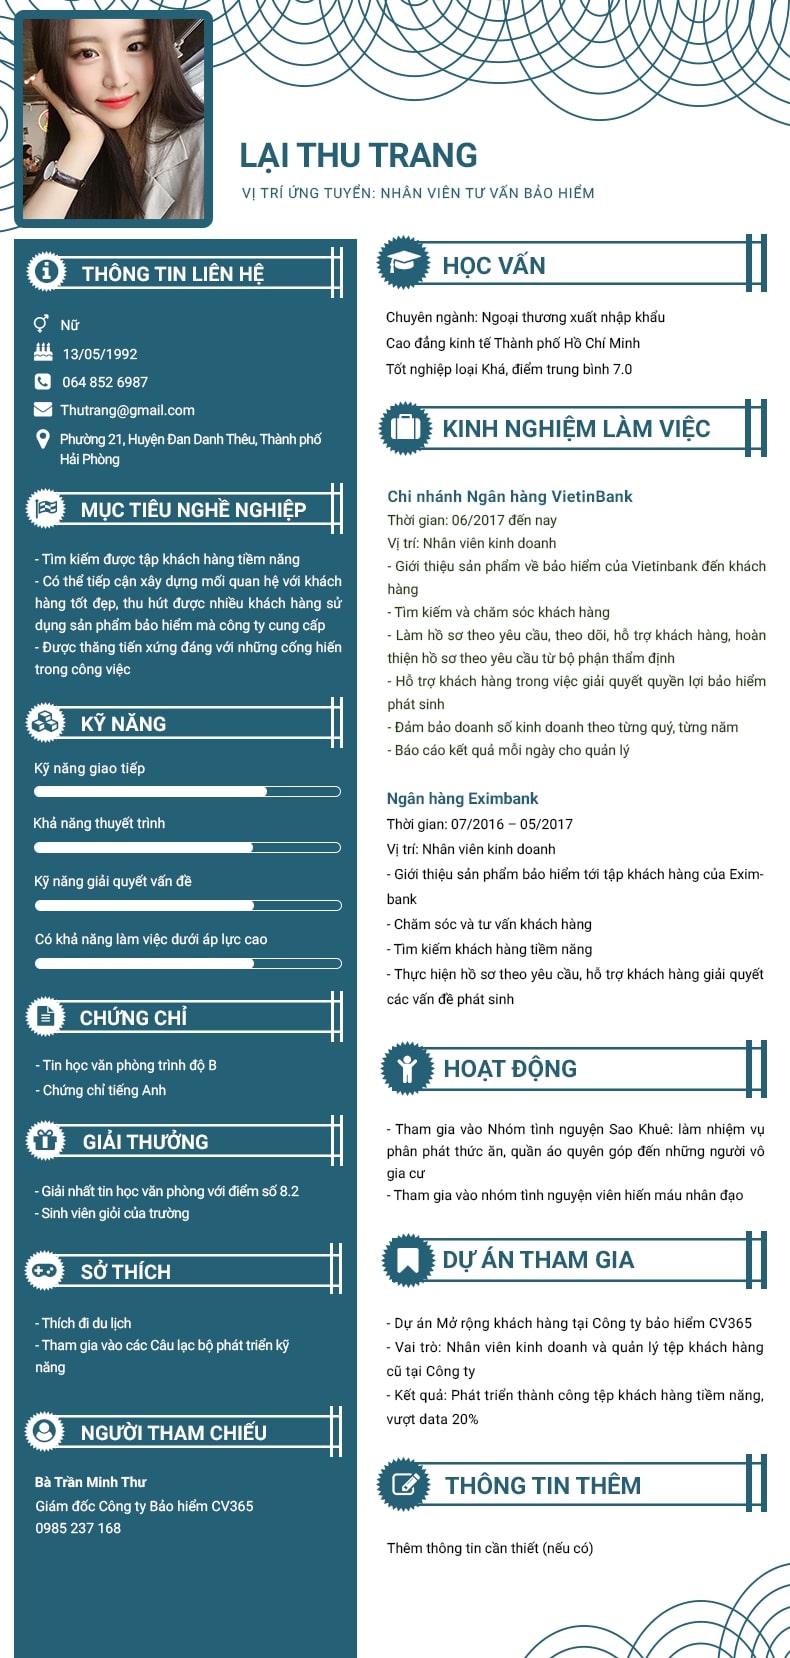 LẠI THU TRANG
VỊ TRÍ ỨNG TUYỂN: NHÂN VIÊN TƯ VẤN BẢO HIỂM
THÔNG TIN LIÊN HỆ
Nữ
13/05/1992
064 852 6987
Thutrang@gmail.com
Phường 21, Huyện Đan Danh Thêu, Thành phố
Hải Phòng
MỤC TIÊU NGHỀ NGHIỆP
- Tìm kiếm được tập khách hàng tiềm năng
- Có thể tiếp cận xây dựng mối quan hệ với khách
hàng tốt đẹp, thu hút được nhiều khách hàng sử
dụng sản phẩm bảo hiểm mà công ty cung cấp
- Được thăng tiến xứng đáng với những cống hiến
trong công việc
KỸ NĂNG
Kỹ năng giao tiếp
Khả năng thuyết trình
Kỹ năng giải quyết vấn đề
Có khả năng làm việc dưới áp lực cao
CHỨNG CHỈ
- Tin học văn phòng trình độ B
- Chứng chỉ tiếng Anh
GIẢI THƯỞNG
- Giải nhất tin học văn phòng với điểm số 8.2
- Sinh viên giỏi của trường
SỞ THÍCH
- Thích đi du lịch
- Tham gia vào các Câu lạc bộ phát triển kỹ
năng
NGƯỜI THAM CHIẾU
Bà Trần Minh Thư
Giám đốc Công ty Bảo hiểm CV365
0985 237 168
HỌC VẤN
Chuyên ngành: Ngoại thương xuất nhập khẩu
Cao đẳng kinh tế Thành phố Hồ Chí Minh
Tốt nghiệp loại Khá, điểm trung bình 7.0
KINH NGHIỆM LÀM VIỆC
Chi nhánh Ngân hàng VietinBank
Thời gian: 06/2017 đến nay
Vị trí: Nhân viên kinh doanh
- Giới thiệu sản phẩm về bảo hiểm của Vietinbank đến khách
hàng
- Tìm kiếm và chăm sóc khách hàng
- Làm hồ sơ theo yêu cầu, theo dõi, hỗ trợ khách hàng, hoàn
thiện hồ sơ theo yêu cầu từ bộ phận thẩm định
- Hỗ trợ khách hàng trong việc giải quyết quyền lợi bảo hiểm
phát sinh
- Đảm bảo doanh số kinh doanh theo từng quý, từng năm
- Báo cáo kết quả mỗi ngày cho quản lý
Ngân hàng Eximbank
Thời gian: 07/2016 – 05/2017
Vị trí: Nhân viên kinh doanh
- Giới thiệu sản phẩm bảo hiểm tới tập khách hàng của Exim-
bank
- Chăm sóc và tư vấn khách hàng
- Tìm kiếm khách hàng tiềm năng
- Thực hiện hồ sơ theo yêu cầu, hỗ trợ khách hàng giải quyết
các vấn đề phát sinh
HOẠT ĐỘNG
- Tham gia vào Nhóm tình nguyện Sao Khuê: làm nhiệm vụ
phân phát thức ăn, quần áo quyên góp đến những người vô
gia cư
- Tham gia vào nhóm tình nguyện viên hiến máu nhân đạo
DỰ ÁN THAM GIA
- Dự án Mở rộng khách hàng tại Công ty bảo hiểm CV365
- Vai trò: Nhân viên kinh doanh và quản lý tệp khách hàng
cũ tại Công ty
- Kết quả: Phát triển thành công tệp khách hàng tiềm năng,
vượt data 20%
THÔNG TIN THÊM
Thêm thông tin cần thiết (nếu có)